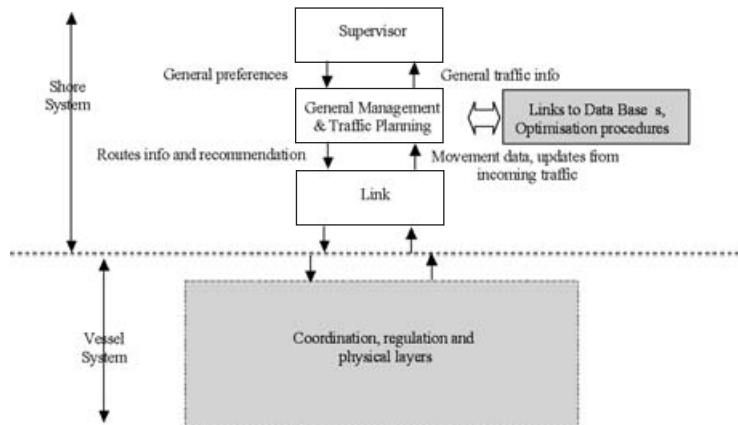 Supervisor
Shore
System
General preferences
General traffic info
General Management
& Traffic Planning
Links to Data Base s,
Optimisation procedures
Routes info and recommendation
Movement data, updates from
incoming traffic
Link
Vessel
System
Coordination, regulation and
physical layers